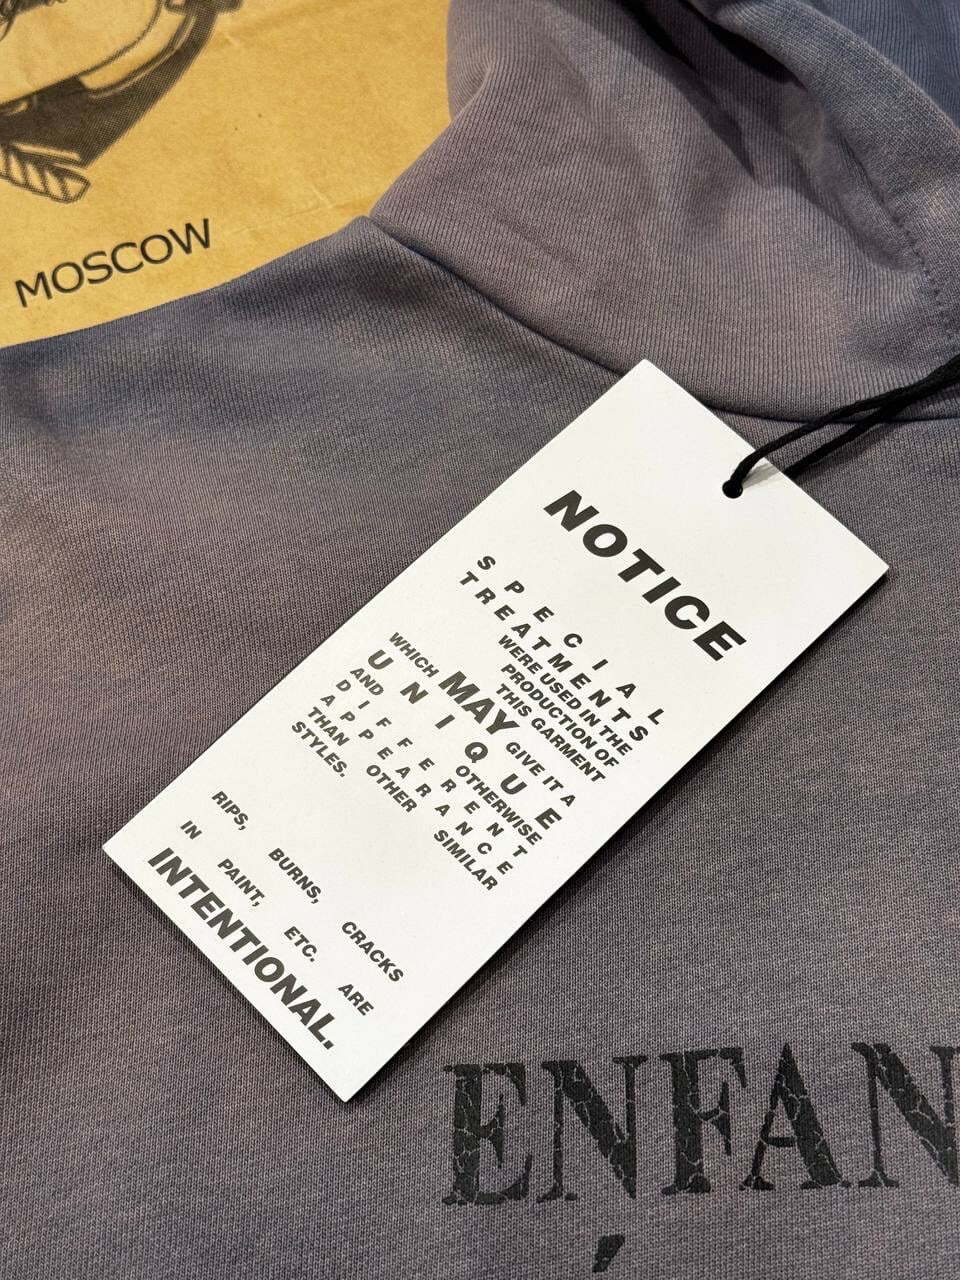 MOSCOW
NOTICE
SPECIAL
TREATMENTS
WERE USED IN THE
PRODUCTION OF
THIS GARMENT
WHICH MAY GIVE IT A
UNIQUE
AND OTHERWISE
DIFFERENT
APPEARANCE
THAN OTHER SIMILAR
STYLES.
RIPS, BURNS, CRACKS
IN PAINT, ETC. ARE
INTENTIONAL.
ENFAN